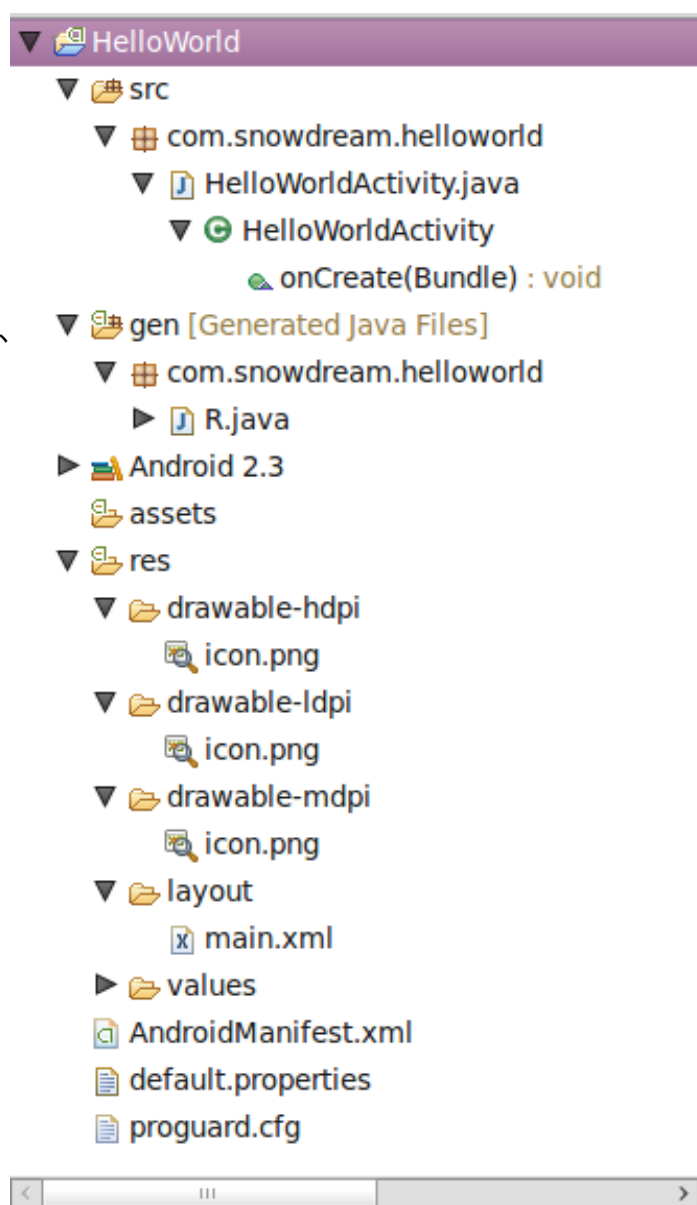 HelloWorld
src
com.snowdream.helloworld
HelloWorldActivity.java
HelloWorldActivity
onCreate(Bundle) : void
gen [Generated Java Files]
com.snowdream.helloworld
R.java
Android 2.3
assets
res
drawable-hdpi
icon.png
drawable-ldpi
icon.png
drawable-mdpi
icon.png
layout
main.xml
values
AndroidManifest.xml
default.properties
proguard.cfg